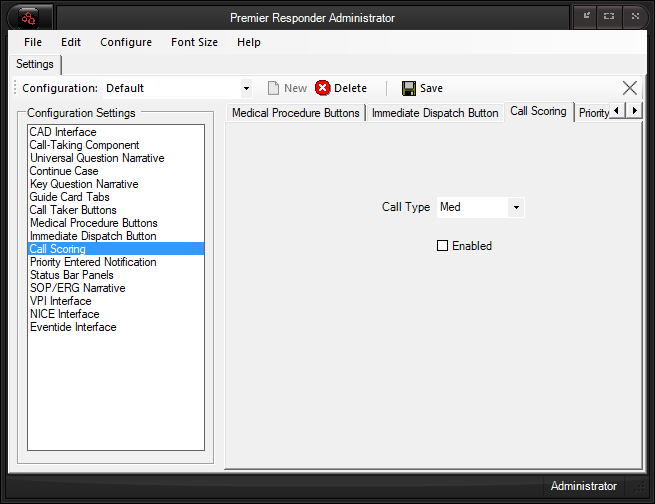 Premier Responder Administrator
File Edit Configure Font Size Help
Settings
Configuration: Default New Delete Save
Configuration Settings
CAD Interface
Call-Taking Component
Universal Question Narrative
Continue Case
Key Question Narrative
Guide Card Tabs
Call Taker Buttons
Medical Procedure Buttons
Immediate Dispatch Button
Call Scoring
Priority Entered Notification
Status Bar Panels
SOP/ERG Narrative
VPI Interface
NICE Interface
Eventide Interface
Medical Procedure Buttons Immediate Dispatch Button Call Scoring Priority
Call Type Med
Enabled
Administrator